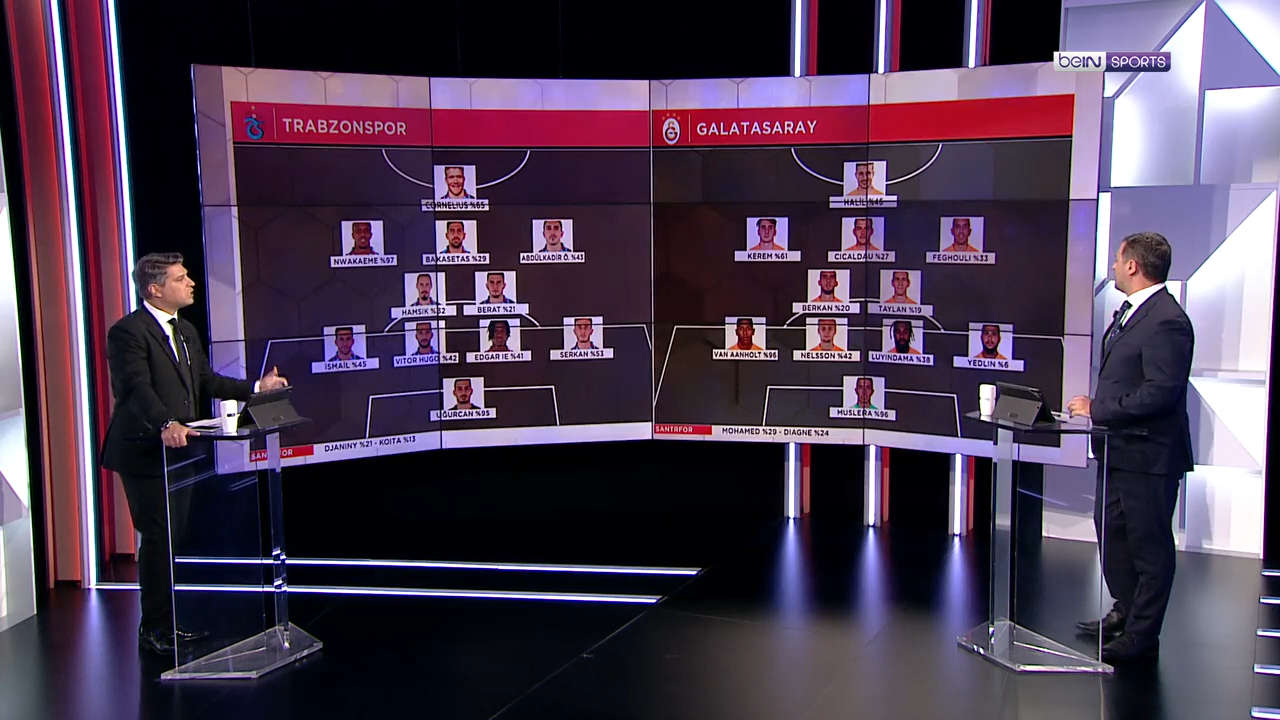 beIN SPORTS
TRABZONSPOR
CORNELIUS %65
NWAKAEME %97
BAKASETAS %29
ABDÜLKADİR Ö. %43
HAMSIK %32
BERAT %21
İSMAİL %45
VITOR HUGO %42
EDGAR IE %41
SERKAN %53
UĞURCAN %95
SANTRFOR
DJANINY %21 - KOITA %13
GALATASARAY
HALİL %46
KEREM %61
CICALDAU %27
FEGHOULI %33
BERKAN %20
TAYLAN %19
VAN AANHOLT %96
NELSSON %42
LUYINDAMA %38
YEDLIN %6
MUSLERA %96
SANTRFOR
MOHAMED %29 - DIAGNE %24